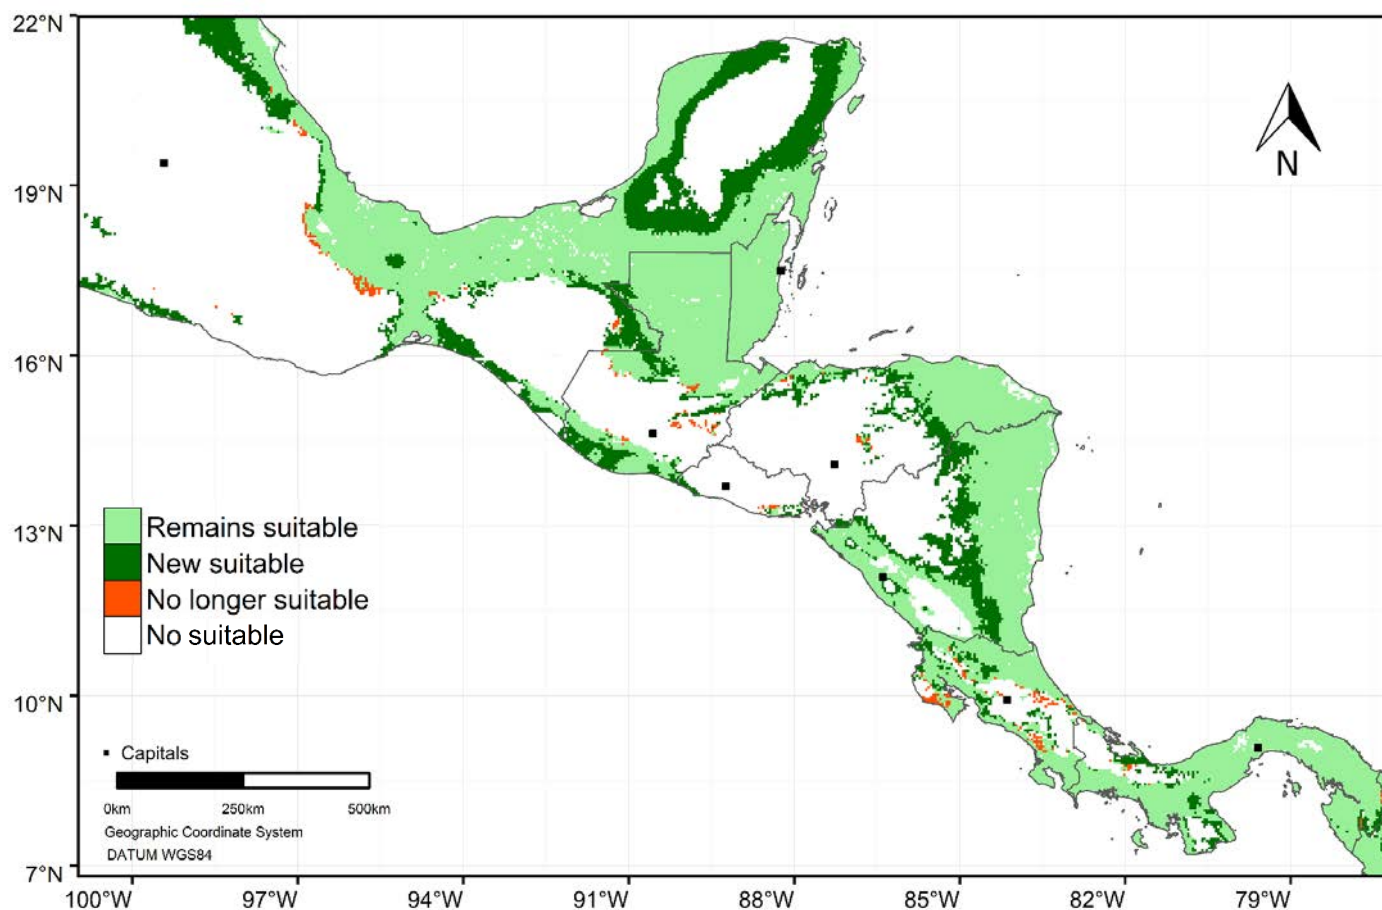 22°N
19°N
16°N
13°N
10°N
7°N
N
Remains suitable
New suitable
No longer suitable
No suitable
Capitals
0km 250km 500km
Geographic Coordinate System
DATUM WGS84
100°W 97°W 94°W 91°W 88°W 85°W 82°W 79°W